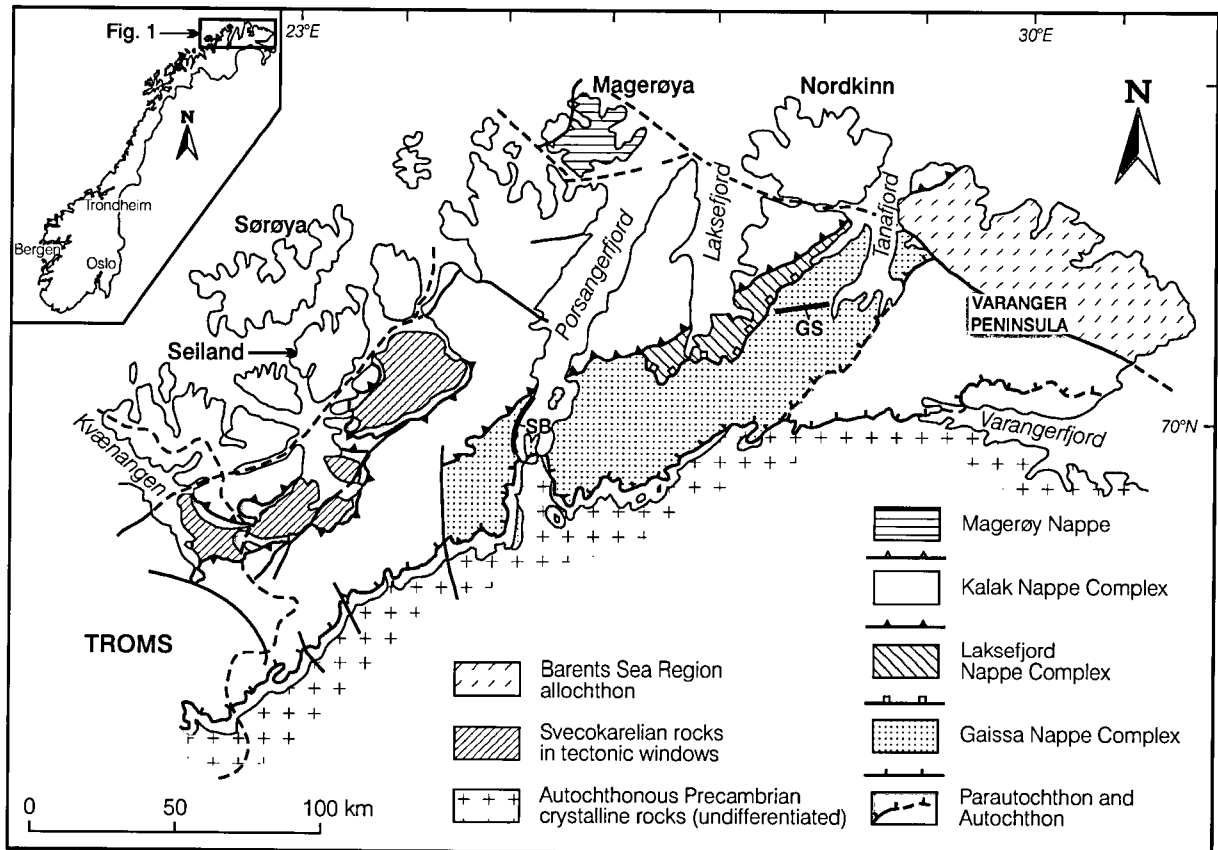 Fig. 1
23°E
30°E
N
Magerøya
Nordkinn
N
Laksefjord
Tanafjord
Trondheim
Sørøya
Bergen
Oslo
Porsangerfjord
VARANGER
PENINSULA
GS
Seiland
Kvænangen
SB
Varangerfjord
70°N
TROMS
Magerøy Nappe
Kalak Nappe Complex
Laksefjord
Nappe Complex
Gaissa Nappe Complex
Parautochthon and
Autochthon
Barents Sea Region
allochthon
Svecokarelian rocks
in tectonic windows
Autochthonous Precambrian
crystalline rocks (undifferentiated)
0 50 100 km